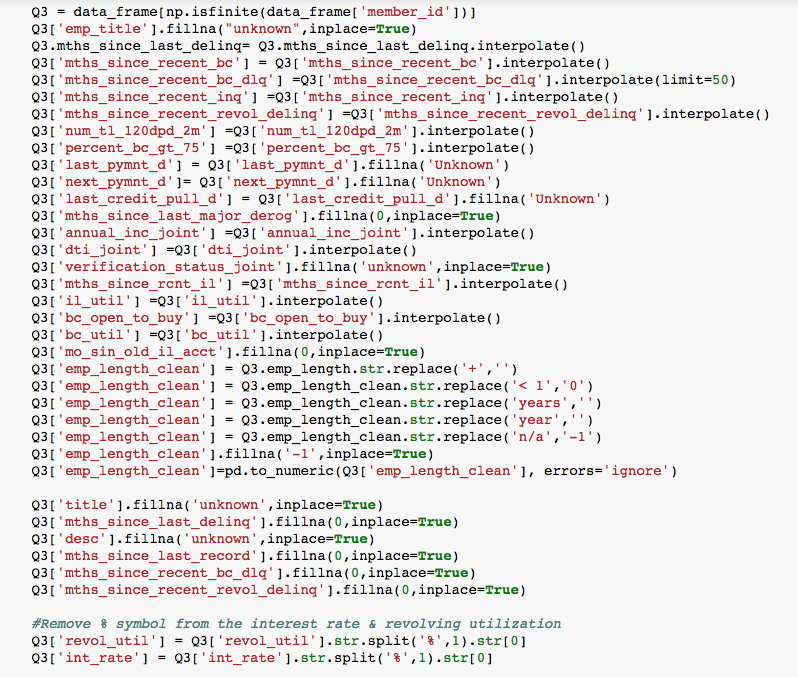 Q3 = data_frame[np.isfinite(data_frame['member_id'])]
Q3['emp_title'].fillna("unknown",inplace=True)
Q3.mths_since_last_delinq= Q3.mths_since_last_delinq.interpolate()
Q3['mths_since_recent_bc'] = Q3['mths_since_recent_bc'].interpolate()
Q3['mths_since_recent_bc_dlq'] =Q3['mths_since_recent_bc_dlq'].interpolate(limit=50)
Q3['mths_since_recent_inq'] =Q3['mths_since_recent_inq'].interpolate()
Q3['mths_since_recent_revol_delinq'] =Q3['mths_since_recent_revol_delinq'].interpolate()
Q3['num_tl_120dpd_2m'] =Q3['num_tl_120dpd_2m'].interpolate()
Q3['percent_bc_gt_75'] =Q3['percent_bc_gt_75'].interpolate()
Q3['last_pymnt_d'] = Q3['last_pymnt_d'].fillna('Unknown')
Q3['next_pymnt_d']= Q3['next_pymnt_d'].fillna('Unknown')
Q3['last_credit_pull_d'] = Q3['last_credit_pull_d'].fillna('Unknown')
Q3['mths_since_last_major_derog'].fillna(0,inplace=True)
Q3['annual_inc_joint'] =Q3['annual_inc_joint'].interpolate()
Q3['dti_joint'] =Q3['dti_joint'].interpolate()
Q3['verification_status_joint'].fillna('unknown',inplace=True)
Q3['mths_since_rcnt_il'] =Q3['mths_since_rcnt_il'].interpolate()
Q3['il_util'] =Q3['il_util'].interpolate()
Q3['bc_open_to_buy'] =Q3['bc_open_to_buy'].interpolate()
Q3['bc_util'] =Q3['bc_util'].interpolate()
Q3['mo_sin_old_il_acct'].fillna(0,inplace=True)
Q3['emp_length_clean'] = Q3.emp_length.str.replace('+','')
Q3['emp_length_clean'] = Q3.emp_length_clean.str.replace('< 1','0')
Q3['emp_length_clean'] = Q3.emp_length_clean.str.replace('years','')
Q3['emp_length_clean'] = Q3.emp_length_clean.str.replace('year','')
Q3['emp_length_clean'] = Q3.emp_length_clean.str.replace('n/a','-1')
Q3['emp_length_clean'].fillna('-1',inplace=True)
Q3['emp_length_clean']=pd.to_numeric(Q3['emp_length_clean'], errors='ignore')
Q3['title'].fillna('unknown',inplace=True)
Q3['mths_since_last_delinq'].fillna(0,inplace=True)
Q3['desc'].fillna('unknown',inplace=True)
Q3['mths_since_last_record'].fillna(0,inplace=True)
Q3['mths_since_recent_bc_dlq'].fillna(0,inplace=True)
Q3['mths_since_recent_revol_delinq'].fillna(0,inplace=True)
#Remove % symbol from the interest rate & revolving utilization
Q3['revol_util'] = Q3['revol_util'].str.split('%',1).str[0]
Q3['int_rate'] = Q3['int_rate'].str.split('%',1).str[0]